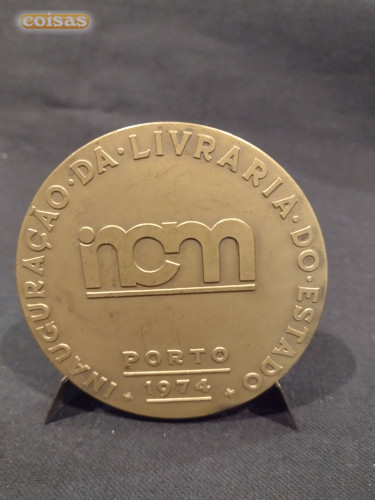 coisas
INAUGURAÇÃO·DA·LIVRARIA·DO·ESTADO
incm
PORTO
1974